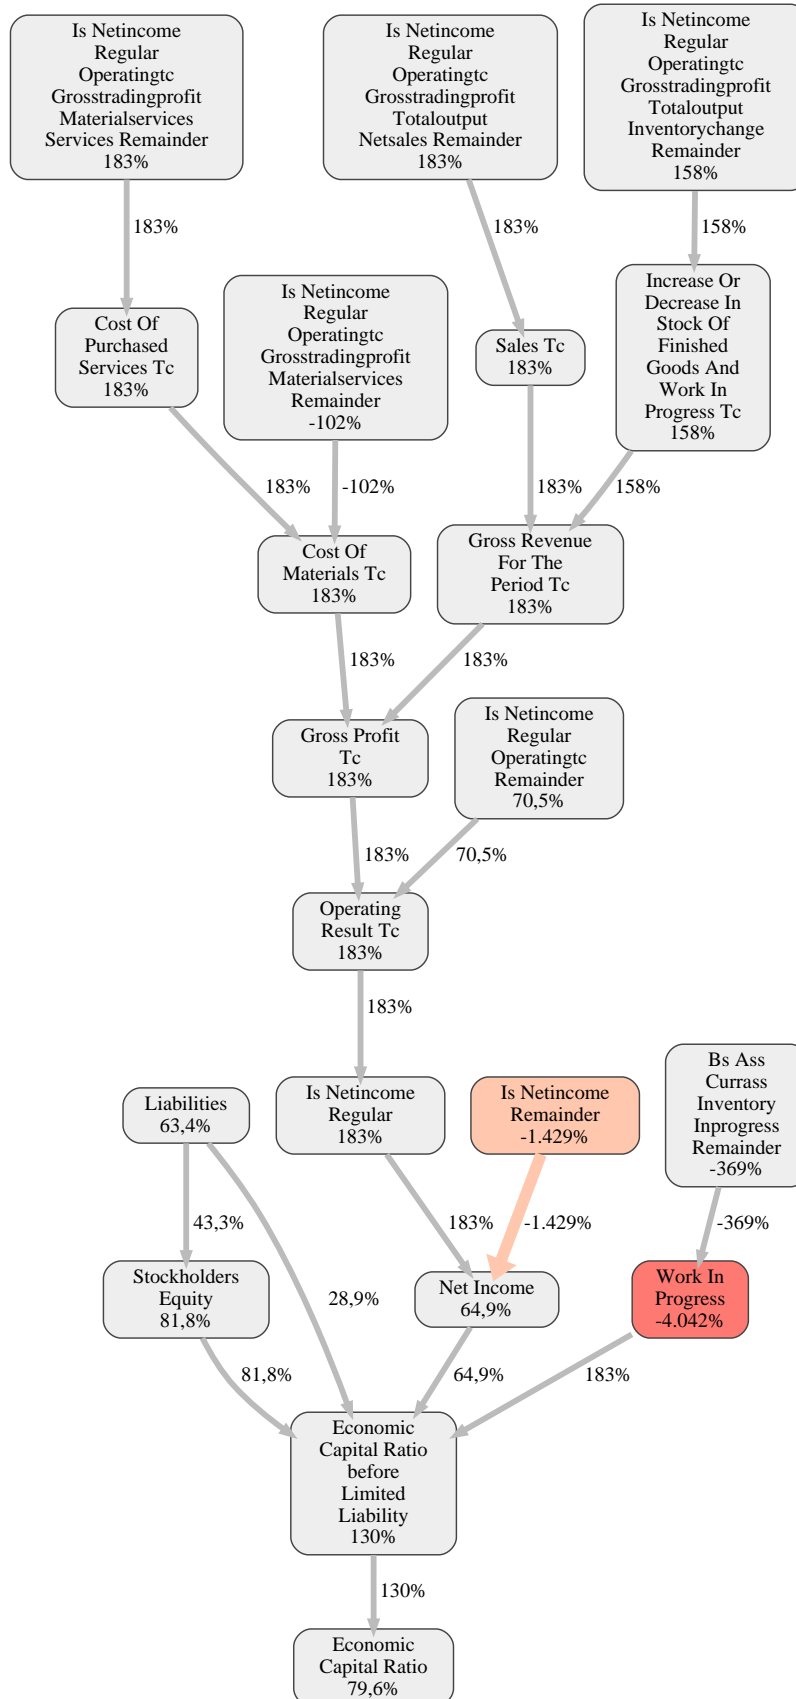 Is Netincome
Regular
Operatingtc
Grosstradingprofit
Materialservices
Services Remainder
183%
Is Netincome
Regular
Operatingtc
Grosstradingprofit
Totaloutput
Netsales Remainder
183%
Is Netincome
Regular
Operatingtc
Grosstradingprofit
Totaloutput
Inventorychange
Remainder
158%
183%
183%
158%
Cost Of
Purchased
Services Tc
183%
Is Netincome
Regular
Operatingtc
Grosstradingprofit
Materialservices
Remainder
-102%
Sales Tc
183%
Increase Or
Decrease In
Stock Of
Finished
Goods And
Work In
Progress Tc
158%
183%
-102%
183%
158%
Cost Of
Materials Tc
183%
Gross Revenue
For The
Period Tc
183%
183%
183%
Gross Profit
Tc
183%
Is Netincome
Regular
Operatingtc
Remainder
70,5%
183%
70,5%
Operating
Result Tc
183%
183%
Liabilities
63,4%
Is Netincome
Regular
183%
Is Netincome
Remainder
-1.429%
Bs Ass
Currass
Inventory
Inprogress
Remainder
-369%
43,3%
183%
-1.429%
-369%
Stockholders
Equity
81,8%
28,9%
Net Income
64,9%
Work In
Progress
-4.042%
81,8%
64,9%
183%
Economic
Capital Ratio
before
Limited
Liability
130%
130%
Economic
Capital Ratio
79,6%